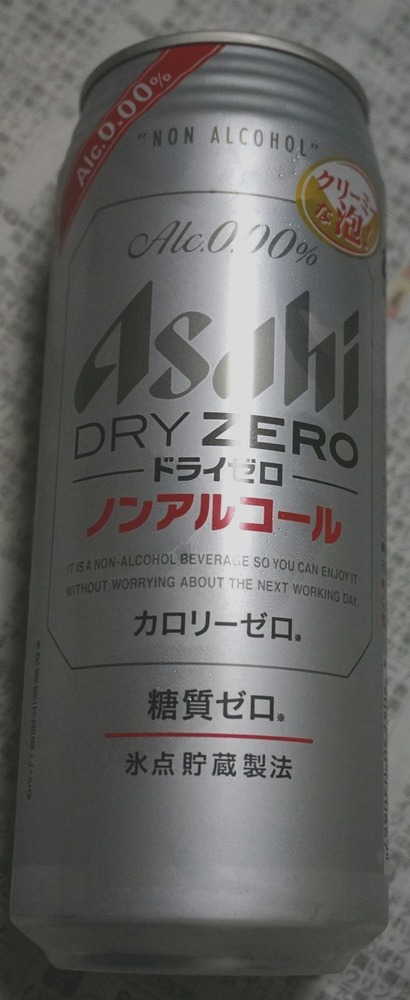 Alc.0.00%
"NON ALCOHOL"
クリーミー
な泡!
Alc.0.00%
Asahi
DRY ZERO
ドライゼロ
ノンアルコール
IT IS A NON-ALCOHOL BEVERAGE SO YOU CAN ENJOY IT
WITHOUT WORRYING ABOUT THE NEXT WORKING DAY.
カロリーゼロ※
糖質ゼロ※
氷点貯蔵製法